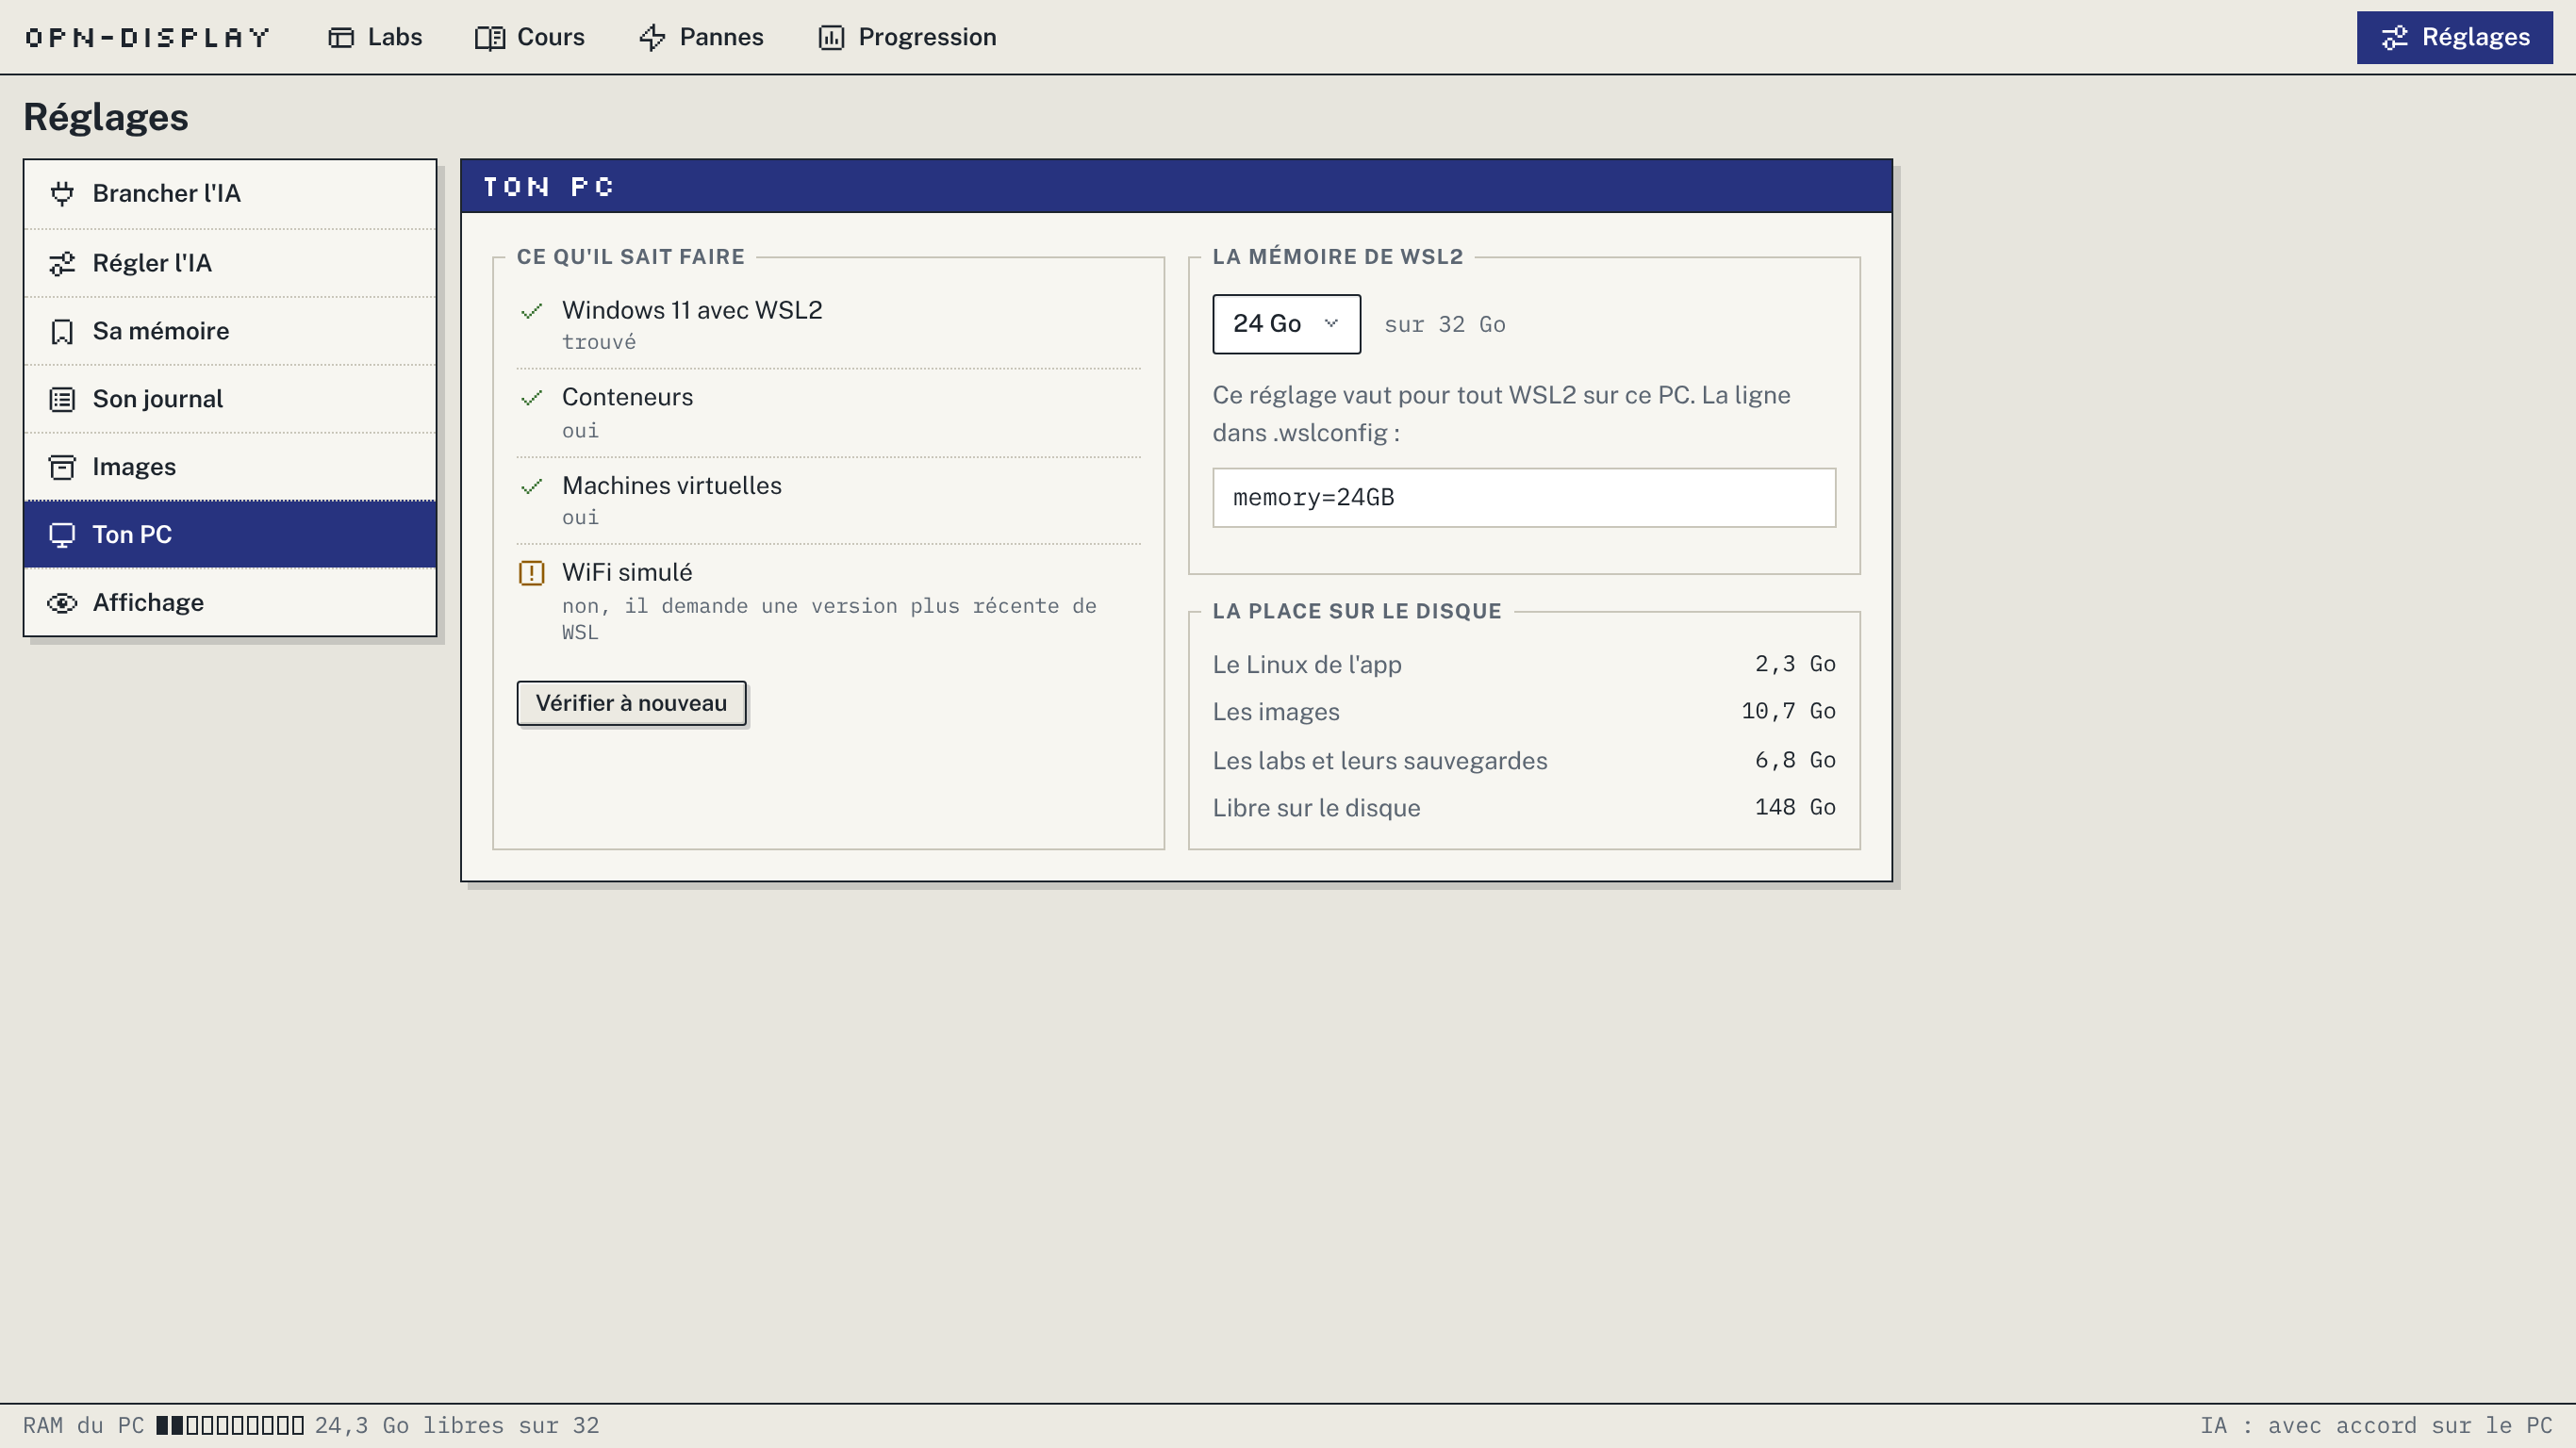 OPN-DISPLAY
Labs
Cours
Pannes
Progression
Réglages
Réglages
Brancher l'IA
Régler l'IA
Sa mémoire
Son journal
Images
Ton PC
Affichage
TON PC
CE QU'IL SAIT FAIRE
Windows 11 avec WSL2
trouvé
Conteneurs
oui
Machines virtuelles
oui
WiFi simulé
non, il demande une version plus récente de
WSL
Vérifier à nouveau
LA MÉMOIRE DE WSL2
24 Go
sur 32 Go
Ce réglage vaut pour tout WSL2 sur ce PC. La ligne
dans .wslconfig :
memory=24GB
LA PLACE SUR LE DISQUE
Le Linux de l'app 2,3 Go
Les images 10,7 Go
Les labs et leurs sauvegardes 6,8 Go
Libre sur le disque 148 Go
RAM du PC 24,3 Go libres sur 32
IA : avec accord sur le PC